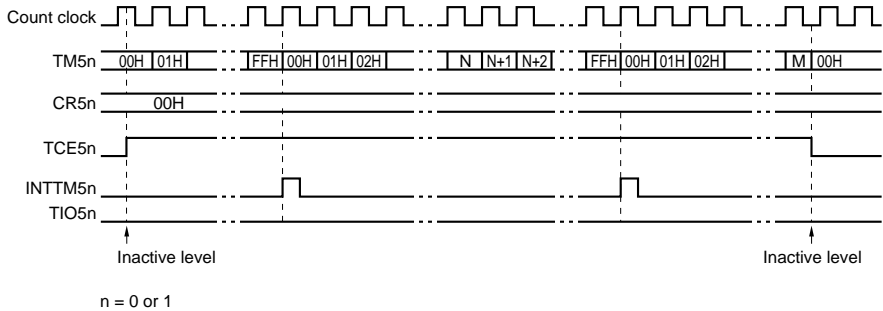 Count clock
TM5n 00H 01H FFH 00H 01H 02H N N+1 N+2 FFH 00H 01H 02H M 00H
CR5n 00H
TCE5n
INTTM5n
TIO5n
Inactive level Inactive level
n = 0 or 1